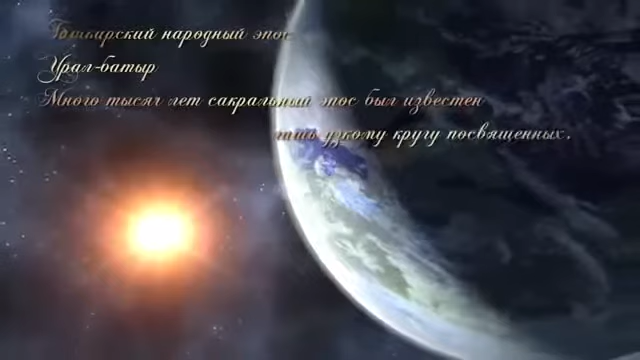 Башкирский народный эпос
Урал-батыр
Много тысяч лет сакральный эпос был известен
лишь узкому кругу посвященных.